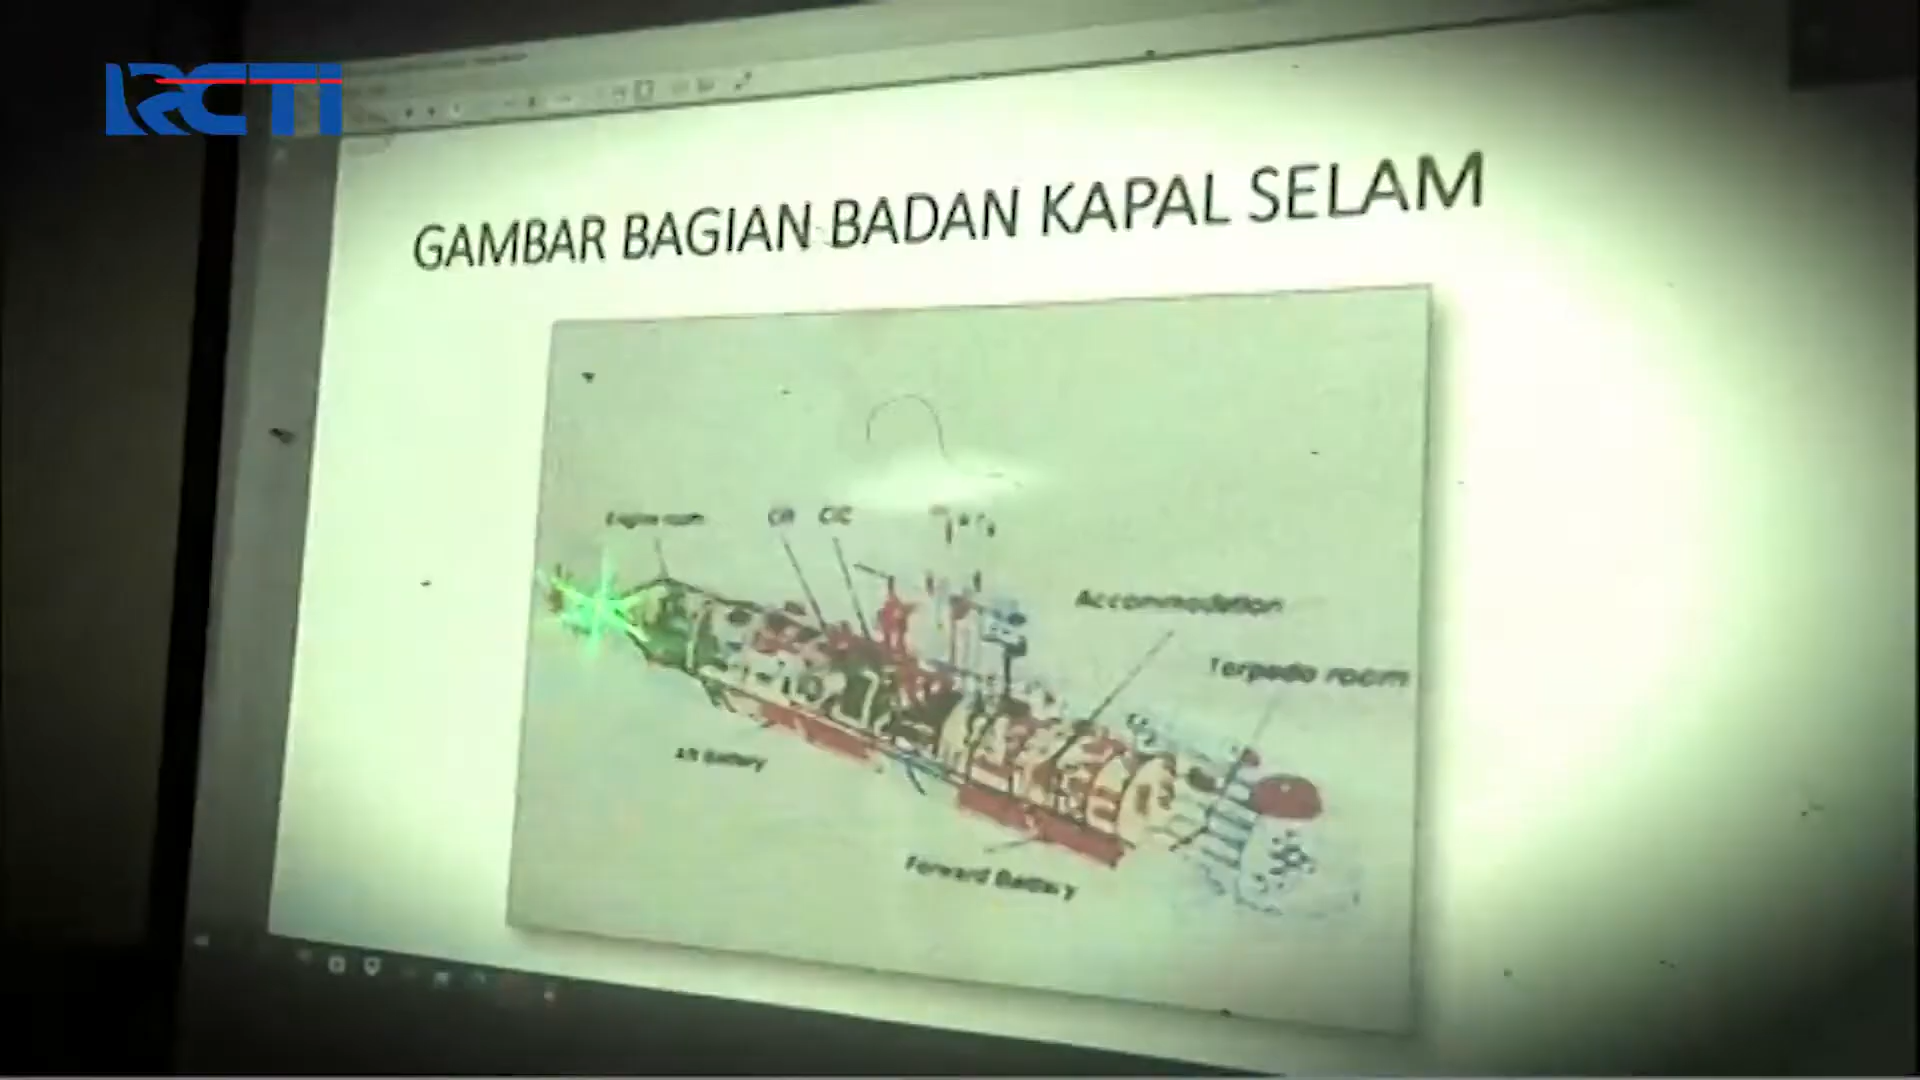 RCTI
GAMBAR BAGIAN BADAN KAPAL SELAM
Engine room
CR CIC
Accommodation
Torpedo room
Aft Battery
Forward Battery